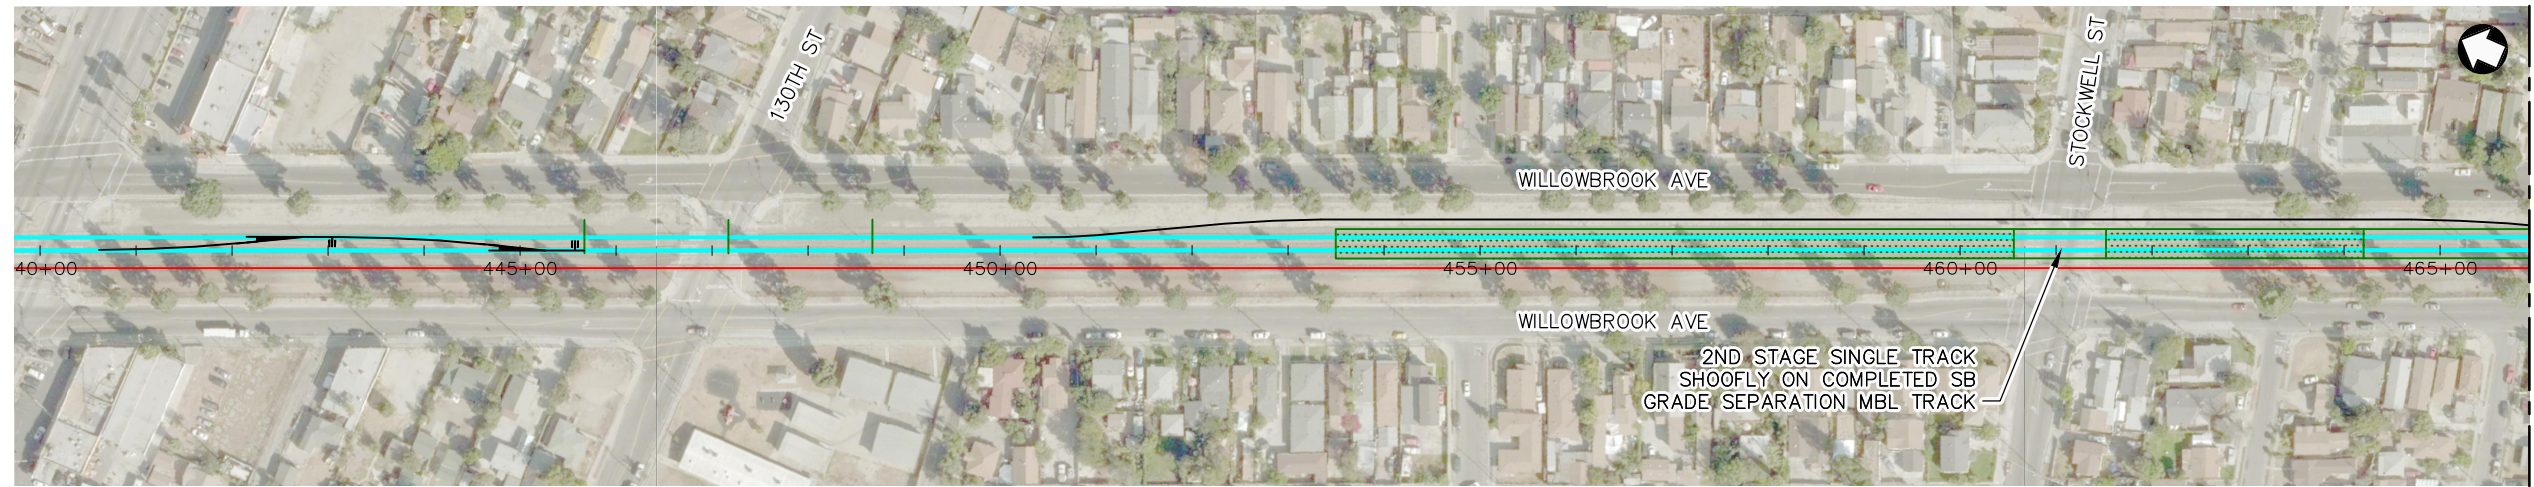 130TH ST
STOCKWELL ST
WILLOWBROOK AVE
40+00
445+00
450+00
455+00
460+00
465+00
WILLOWBROOK AVE
2ND STAGE SINGLE TRACK
SHOOFLY ON COMPLETED SB
GRADE SEPARATION MBL TRACK